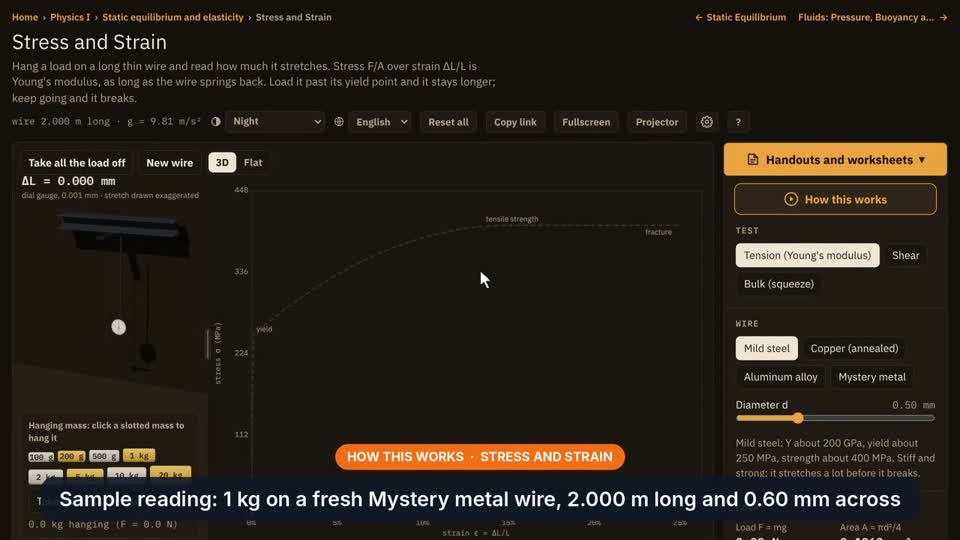 Home › Physics I › Static equilibrium and elasticity › Stress and Strain
← Static Equilibrium Fluids: Pressure, Buoyancy a... →
Stress and Strain
Hang a load on a long thin wire and read how much it stretches. Stress F/A over strain ΔL/L is
Young's modulus, as long as the wire springs back. Load it past its yield point and it stays longer;
keep going and it breaks.
wire 2.000 m long · g = 9.81 m/s²
Night
English
Reset all
Copy link
Fullscreen
Projector
?
Take all the load off
New wire
3D
Flat
ΔL = 0.000 mm
dial gauge, 0.001 mm · stretch drawn exaggerated
448
336
224
112
stress σ (MPa)
yield
tensile strength
fracture
0%
5%
10%
15%
20%
25%
strain ε = ΔL/L
Hanging mass: click a slotted mass to
hang it
100 g
200 g
500 g
1 kg
2 kg
5 kg
10 kg
20 kg
0.0 kg hanging (F = 0.0 N)
Handouts and worksheets ▾
How this works
TEST
Tension (Young's modulus)
Shear
Bulk (squeeze)
WIRE
Mild steel
Copper (annealed)
Aluminum alloy
Mystery metal
Diameter d
0.50 mm
Mild steel: Y about 200 GPa, yield about
250 MPa, strength about 400 MPa. Stiff and
strong; it stretches a lot before it breaks.
Load F = mg
Area A = πd²/4
HOW THIS WORKS · STRESS AND STRAIN
Sample reading: 1 kg on a fresh Mystery metal wire, 2.000 m long and 0.60 mm across